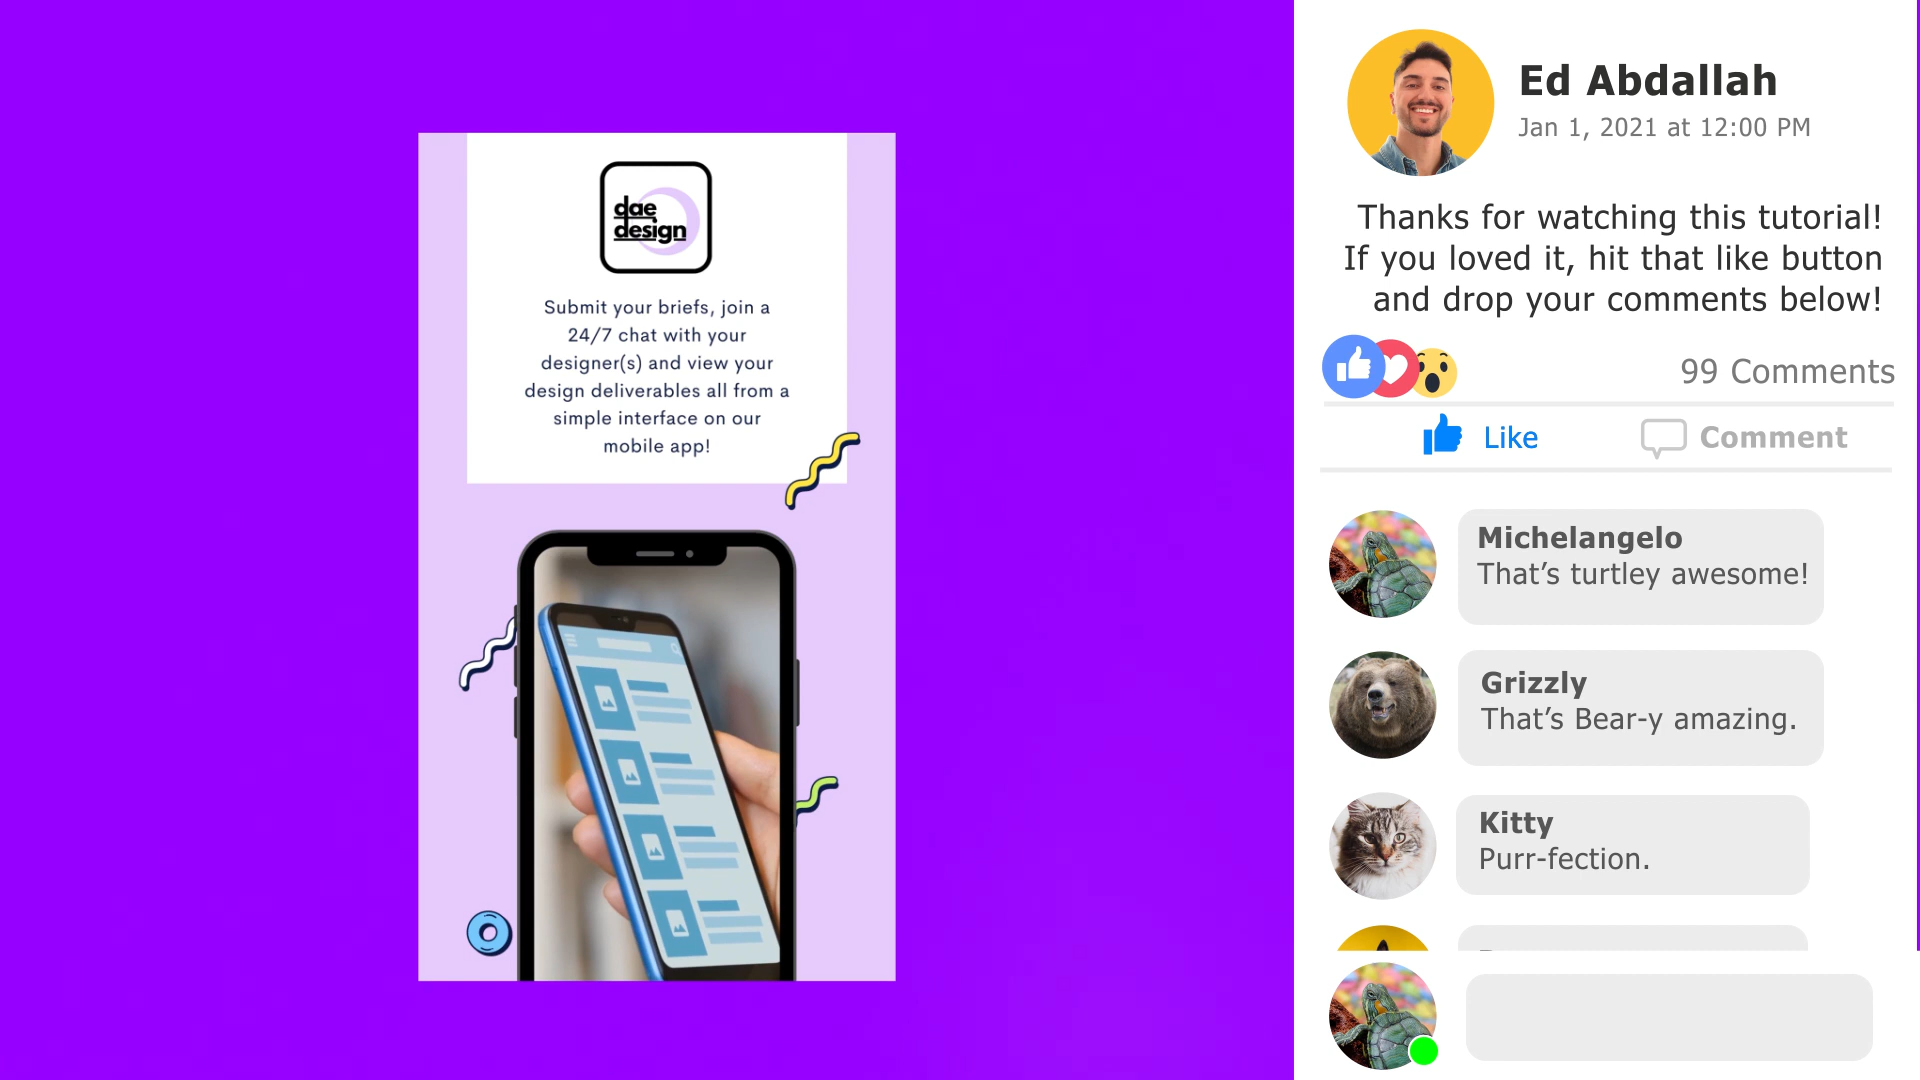 dae
design
Submit your briefs, join a
24/7 chat with your
designer(s) and view your
design deliverables all from a
simple interface on our
mobile app!
Ed Abdallah
Jan 1, 2021 at 12:00 PM
Thanks for watching this tutorial!
If you loved it, hit that like button
and drop your comments below!
99 Comments
Like
Comment
Michelangelo
That’s turtley awesome!
Grizzly
That’s Bear-y amazing.
Kitty
Purr-fection.